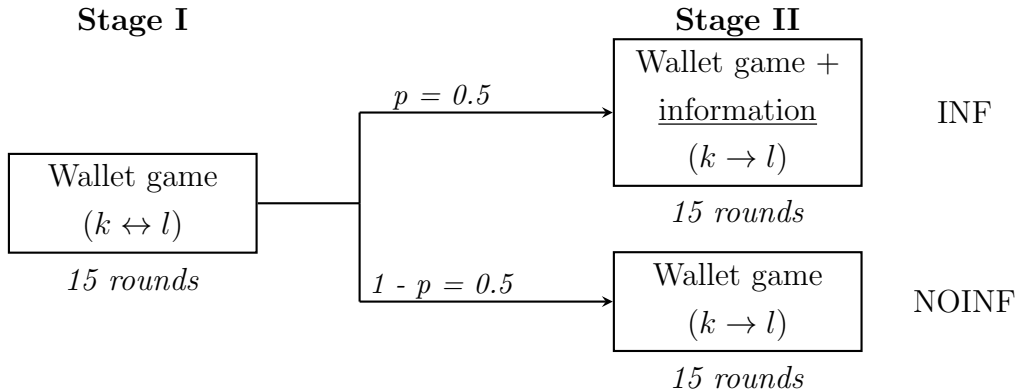 Stage I
Stage II
Wallet game
(k ↔ l)
15 rounds
p = 0.5
Wallet game +
information
(k → l)
15 rounds
INF
1 - p = 0.5
Wallet game
(k → l)
15 rounds
NOINF